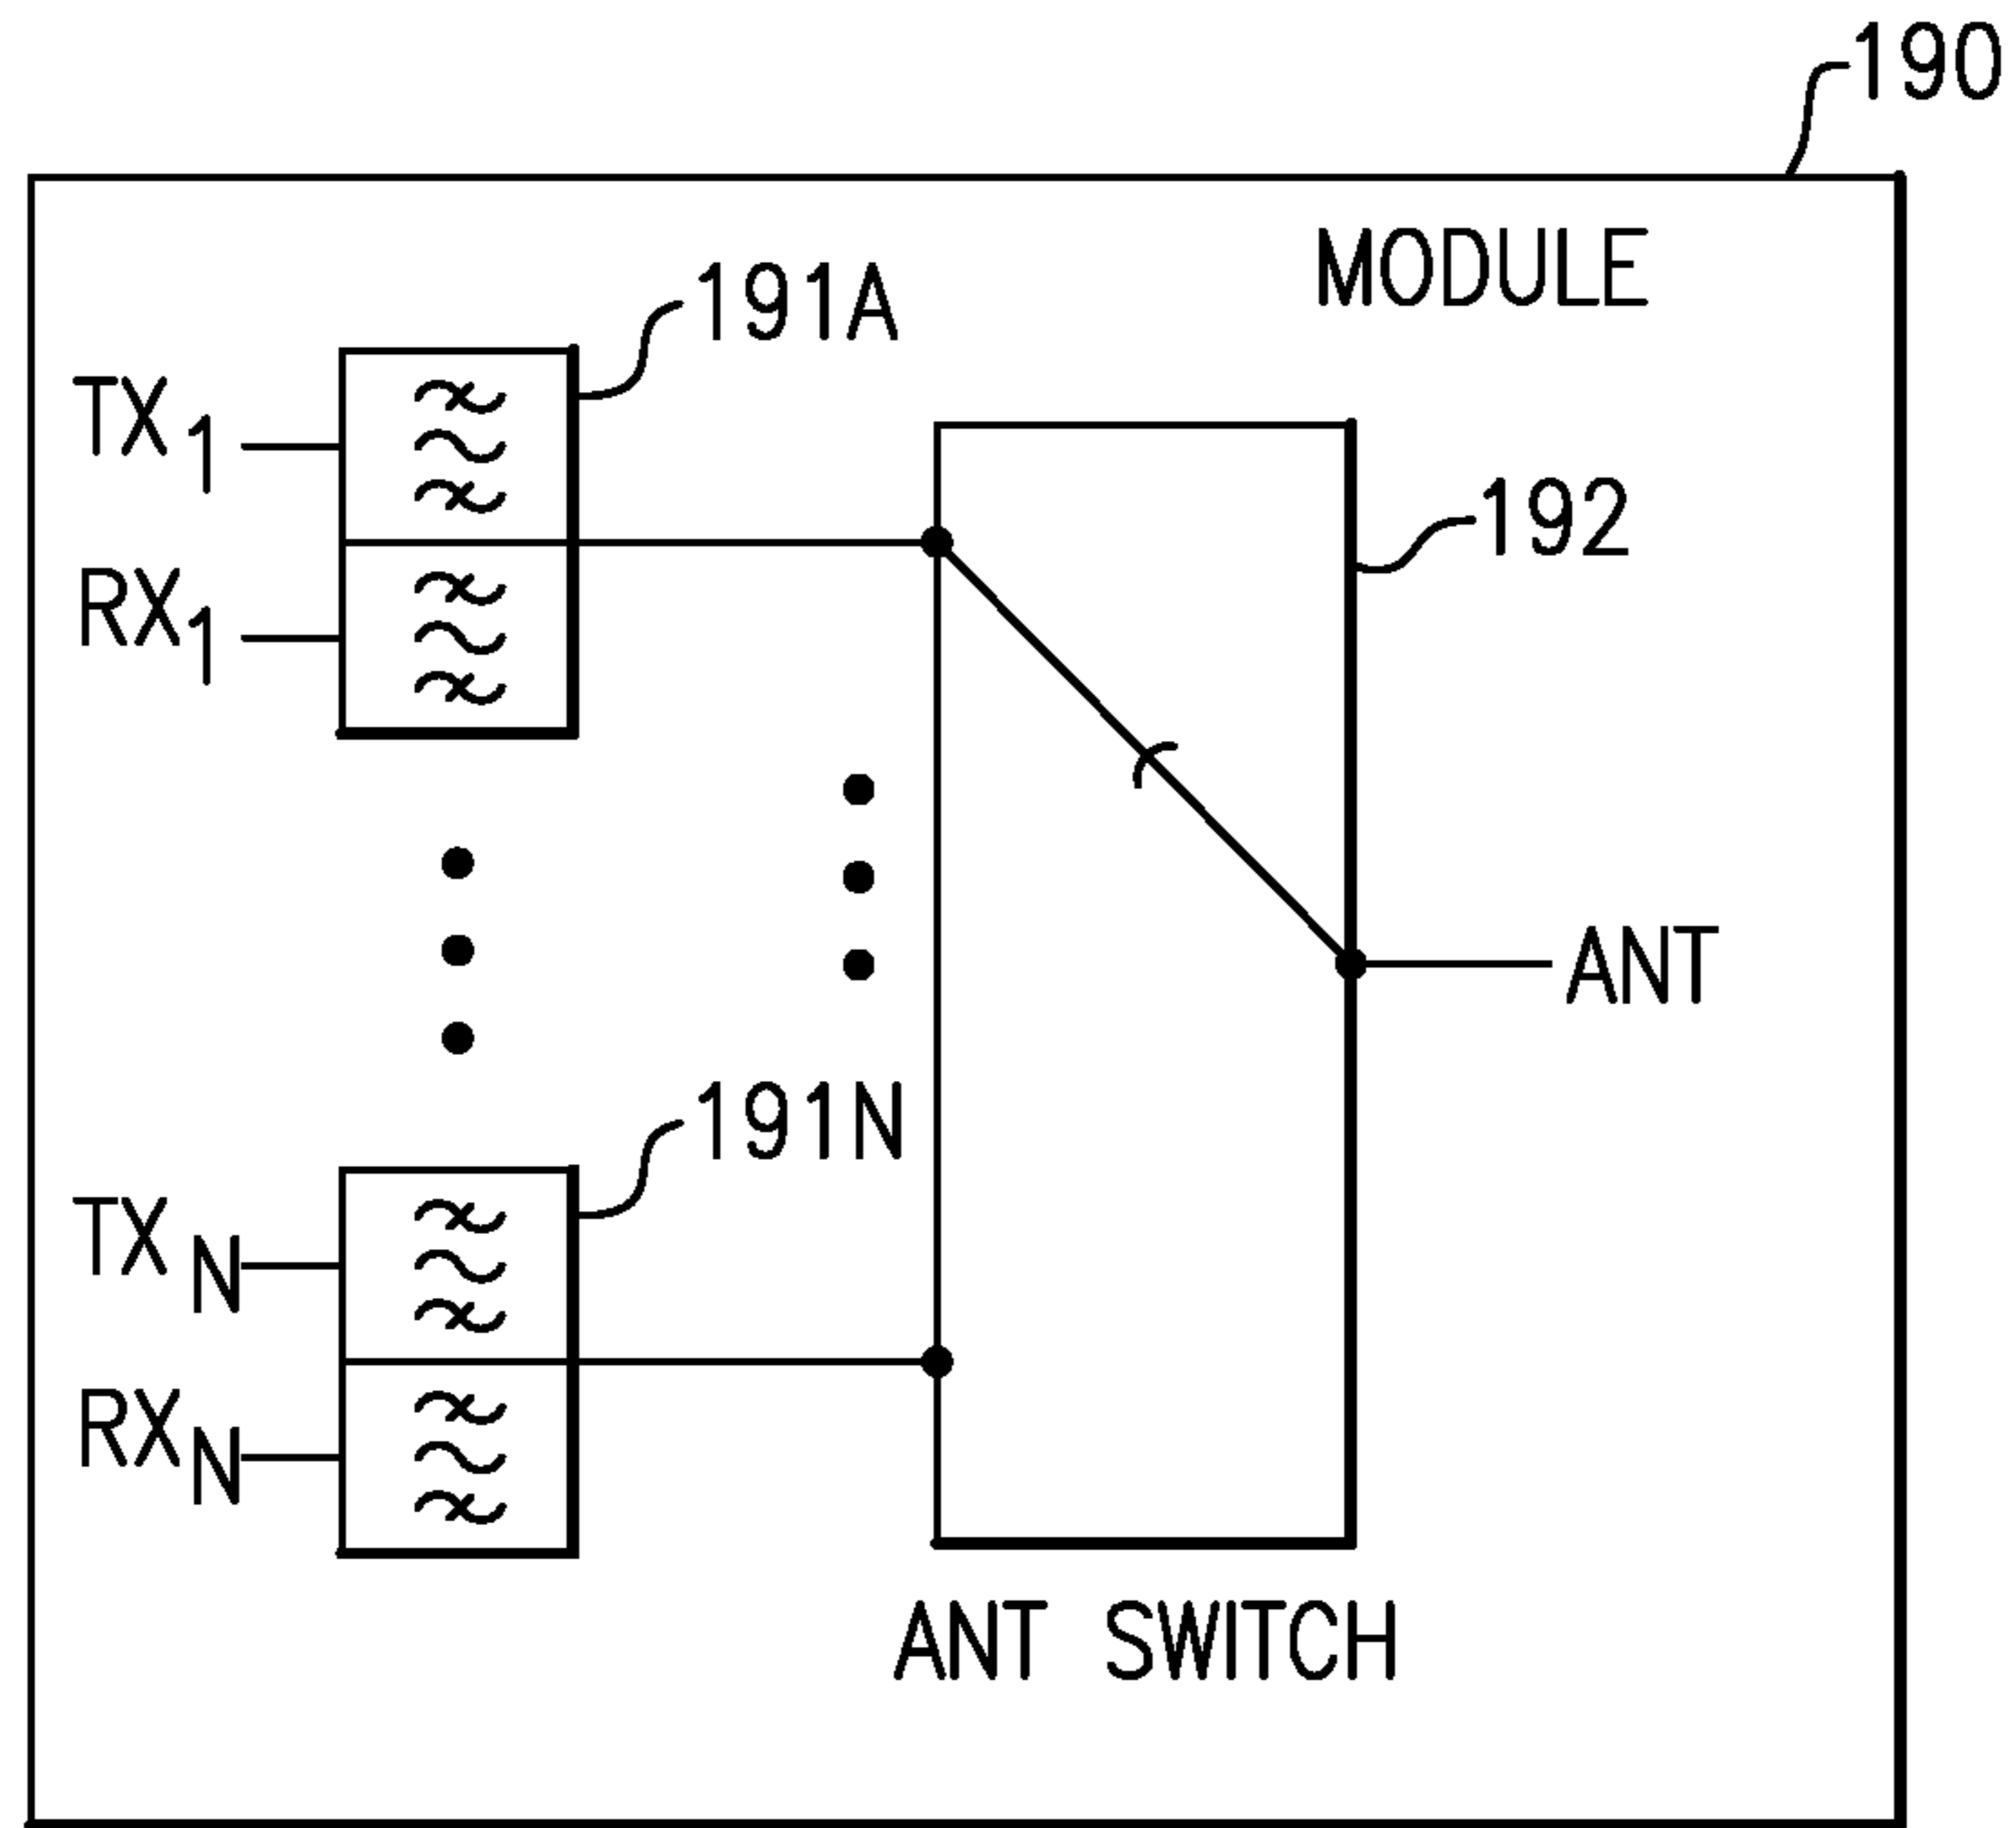 190
MODULE
191A
TX1
RX1
192
ANT
191N
TXN
RXN
ANT SWITCH